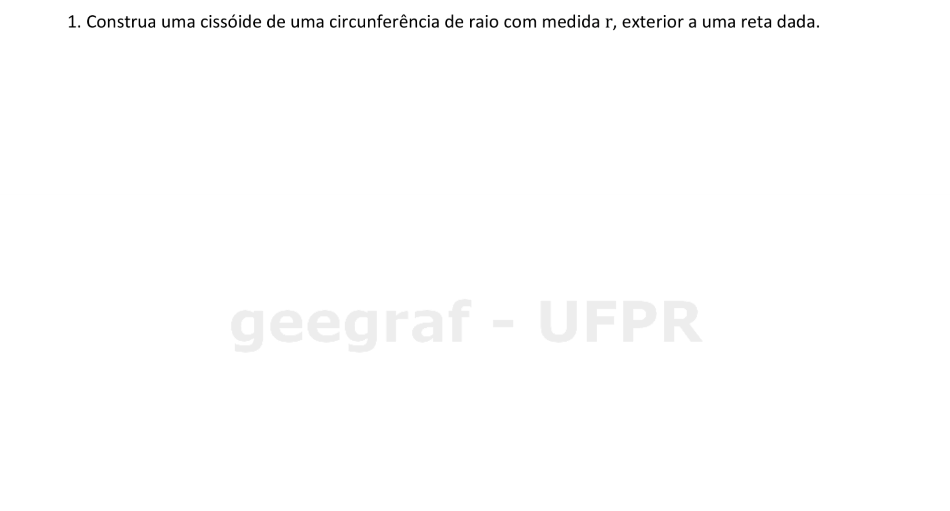 1. Construa uma cissóide de uma circunferência de raio com medida r, exterior a uma reta dada.
geegraf - UFPR